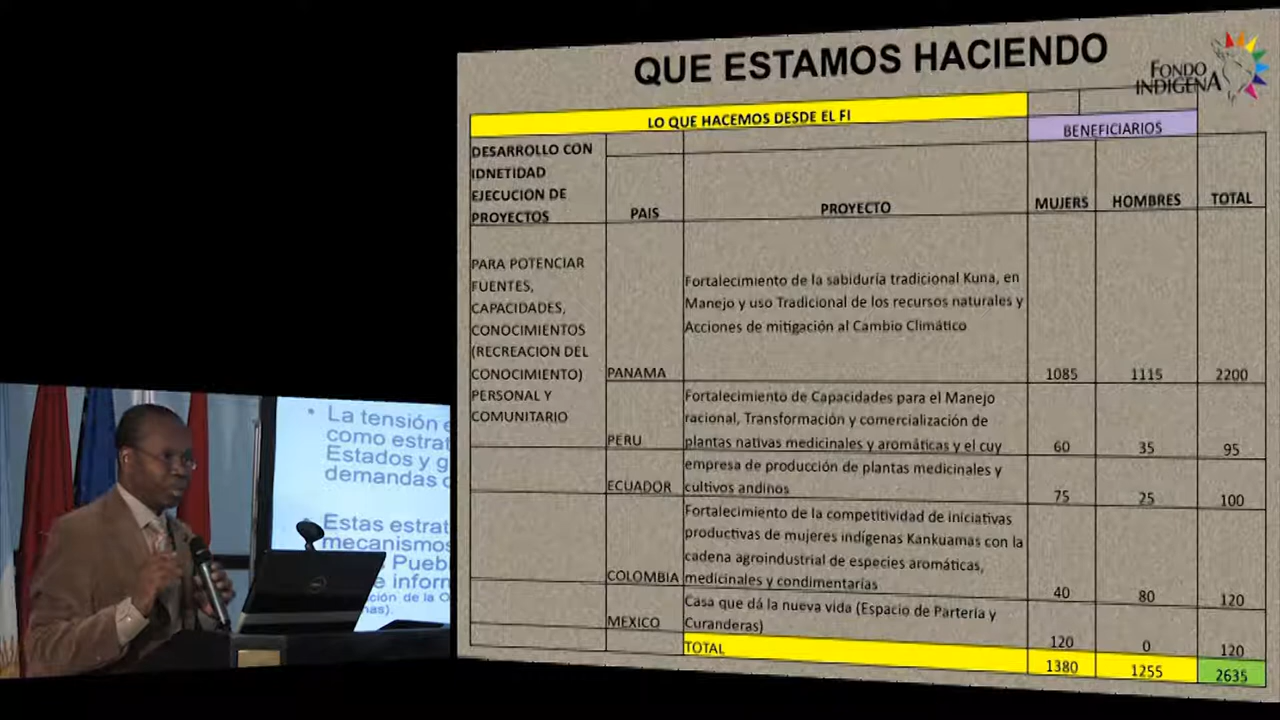 QUE ESTAMOS HACIENDO
FONDO
INDIGENA
LO QUE HACEMOS DESDE EL FI
BENEFICIARIOS
DESARROLLO CON
IDNETIDAD
EJECUCION DE
PROYECTOS
PAIS
PROYECTO
MUJERS
HOMBRES
TOTAL
PARA POTENCIAR
FUENTES,
CAPACIDADES,
CONOCIMIENTOS
(RECREACION DEL
CONOCIMIENTO)
PERSONAL Y
COMUNITARIO
PANAMA
Fortalecimiento de la sabiduría tradicional Kuna, en
Manejo y uso Tradicional de los recursos naturales y
Acciones de mitigación al Cambio Climático
1085
1115
2200
PERU
Fortalecimiento de Capacidades para el Manejo
racional, Transformación y comercialización de
plantas nativas medicinales y aromáticas y el cuy
60
35
95
ECUADOR
empresa de producción de plantas medicinales y
cultivos andinos
75
25
100
COLOMBIA
Fortalecimiento de la competitividad de iniciativas
productivas de mujeres indígenas Kankuamas con la
cadena agroindustrial de especies aromáticas,
medicinales y condimentarias
40
80
120
MEXICO
Casa que dá la nueva vida (Espacio de Partería y
Curanderas)
120
0
120
TOTAL
1380
1255
2635
La tensión e
como estrat
Estados y g
demandas
Estas estrat
mecanismos
Pueb
e inform
ción de la O
nas).
DELL